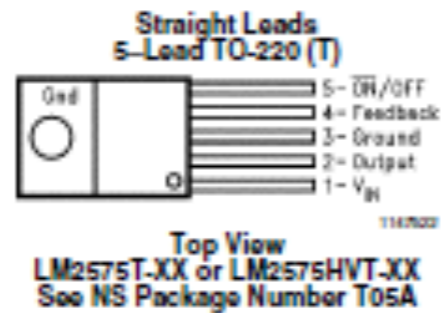 Straight Leads
5–Lead TO-220 (T)
Gnd
5- O̅N̅/OFF
4- Feedback
3- Ground
2- Output
1- VIN
Top View
LM2575T-XX or LM2575HVT-XX
See NS Package Number T05A